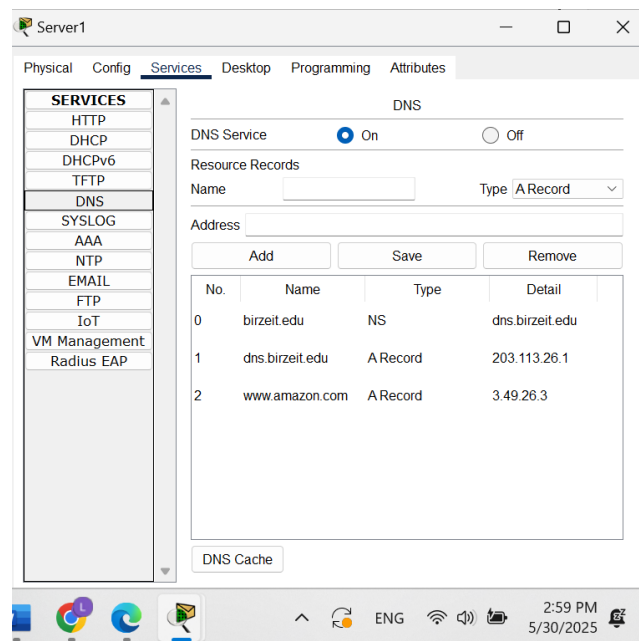 Server1
Physical Config Services Desktop Programming Attributes
SERVICES
HTTP
DHCP
DHCPv6
TFTP
DNS
SYSLOG
AAA
NTP
EMAIL
FTP
IoT
VM Management
Radius EAP
DNS
DNS Service On Off
Resource Records
Name Type A Record
Address
Add Save Remove
No. Name Type Detail
0 birzeit.edu NS dns.birzeit.edu
1 dns.birzeit.edu A Record 203.113.26.1
2 www.amazon.com A Record 3.49.26.3
DNS Cache
L
ENG
2:59 PM
5/30/2025